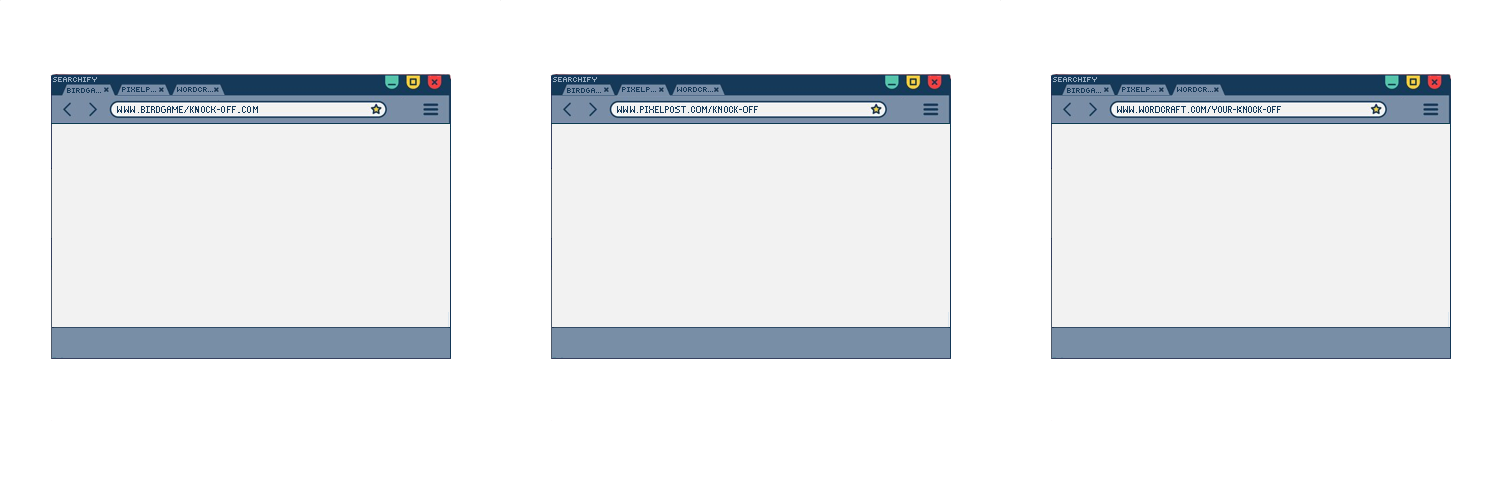 SEARCHIFY
BIRDGA... PIXELP... WORDCR...
WWW.BIRDGAME/KNOCK-OFF.COM
SEARCHIFY
BIRDGA... PIXELP... WORDCR...
WWW.PIXELPOST.COM/KNOCK-OFF
SEARCHIFY
BIRDGA... PIXELP... WORDCR...
WWW.WORDCRAFT.COM/YOUR-KNOCK-OFF